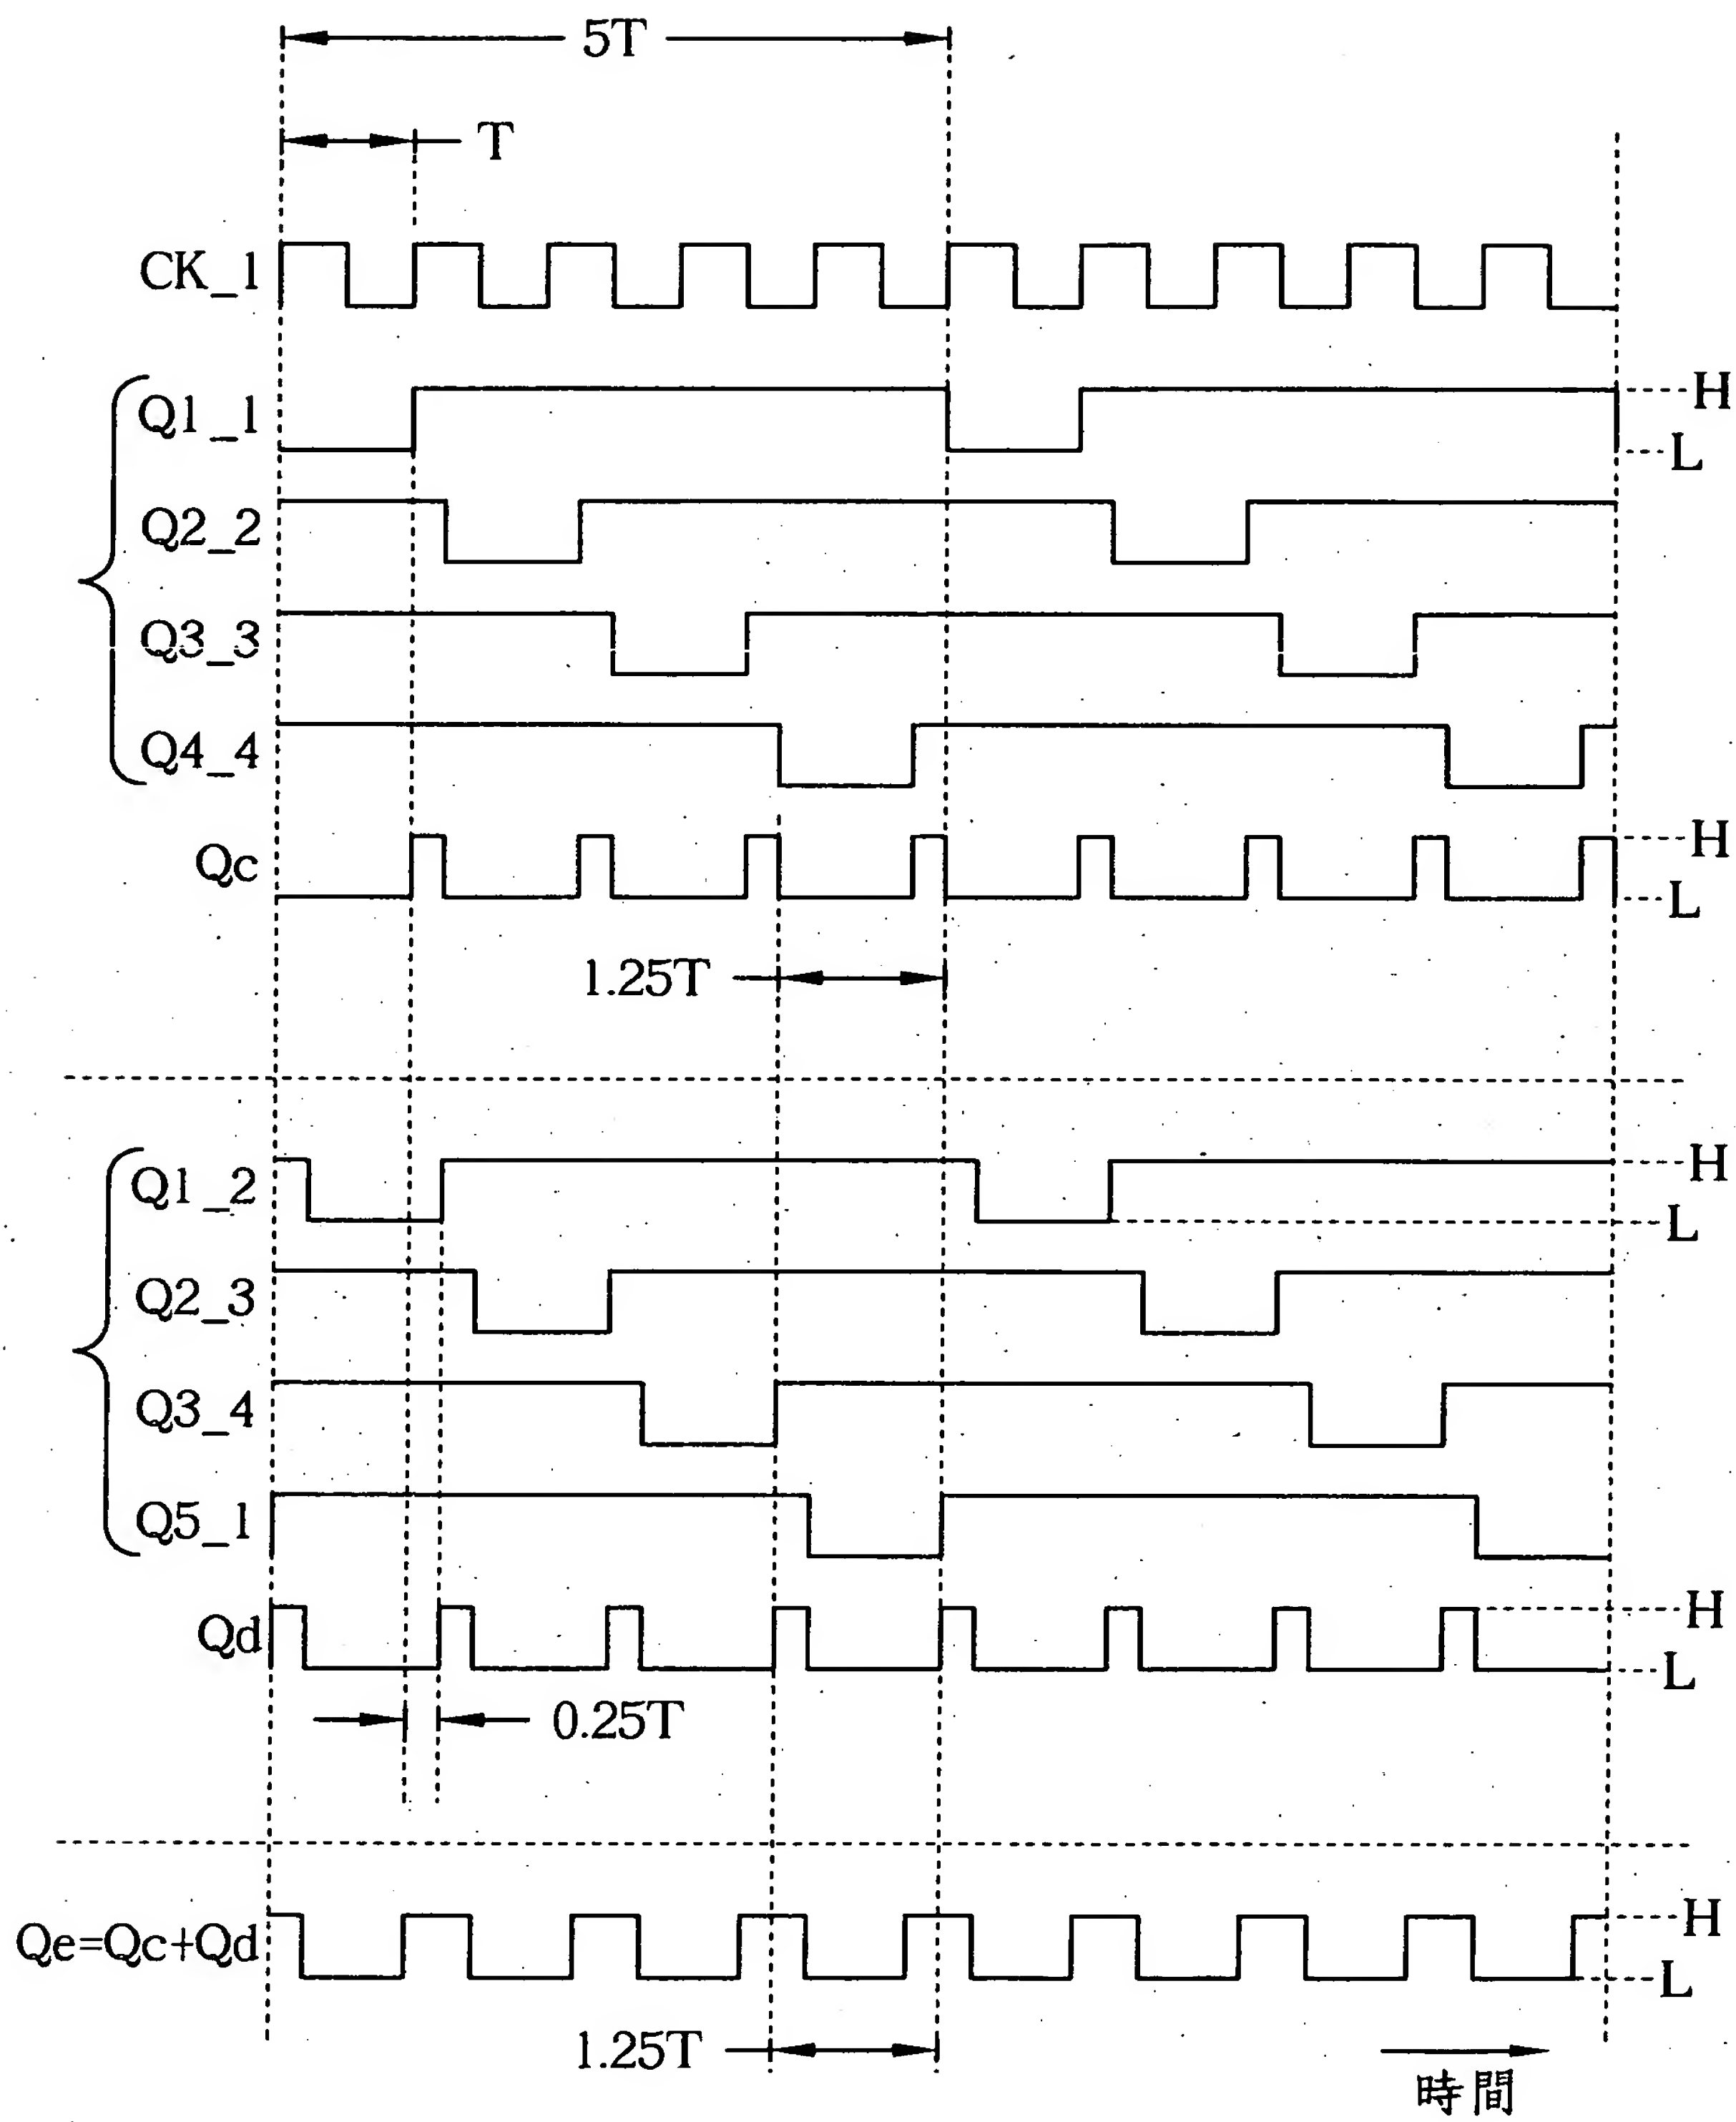 5T
T
CK_1
Q1_1
H
L
Q2_2
Q3_3
Q4_4
Qc
H
L
1.25T
Q1_2
H
L
Q2_3
Q3_4
Q5_1
Qd
H
L
0.25T
Qe=Qc+Qd
H
L
1.25T
時間